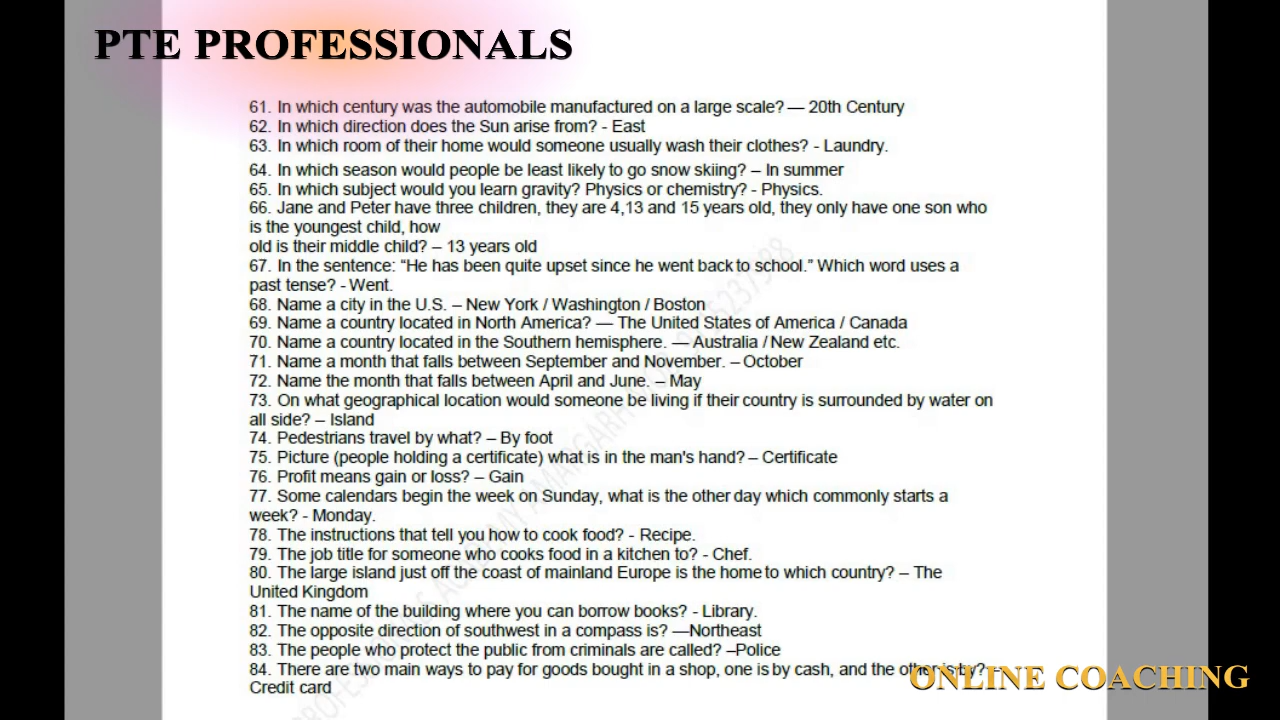 PTE PROFESSIONALS
61. In which century was the automobile manufactured on a large scale? — 20th Century
62. In which direction does the Sun arise from? - East
63. In which room of their home would someone usually wash their clothes? - Laundry.
64. In which season would people be least likely to go snow skiing? – In summer
65. In which subject would you learn gravity? Physics or chemistry? - Physics.
66. Jane and Peter have three children, they are 4,13 and 15 years old, they only have one son who
is the youngest child, how
old is their middle child? – 13 years old
67. In the sentence: “He has been quite upset since he went back to school.” Which word uses a
past tense? - Went.
68. Name a city in the U.S. – New York / Washington / Boston
69. Name a country located in North America? — The United States of America / Canada
70. Name a country located in the Southern hemisphere. — Australia / New Zealand etc.
71. Name a month that falls between September and November. – October
72. Name the month that falls between April and June. – May
73. On what geographical location would someone be living if their country is surrounded by water on
all side? – Island
74. Pedestrians travel by what? – By foot
75. Picture (people holding a certificate) what is in the man's hand? – Certificate
76. Profit means gain or loss? – Gain
77. Some calendars begin the week on Sunday, what is the other day which commonly starts a
week? - Monday.
78. The instructions that tell you how to cook food? - Recipe.
79. The job title for someone who cooks food in a kitchen to? - Chef.
80. The large island just off the coast of mainland Europe is the home to which country? – The
United Kingdom
81. The name of the building where you can borrow books? - Library.
82. The opposite direction of southwest in a compass is? —Northeast
83. The people who protect the public from criminals are called? –Police
84. There are two main ways to pay for goods bought in a shop, one is by cash, and the other is by? –
Credit card
ONLINE COACHING